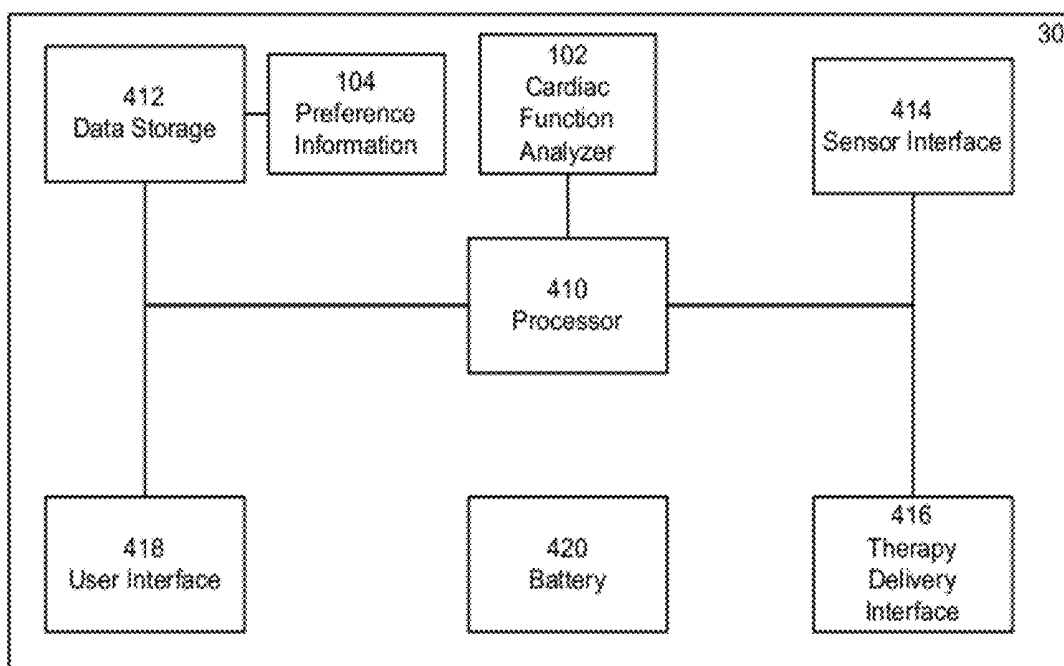 30
412
Data Storage
104
Preference
Information
102
Cardiac
Function
Analyzer
414
Sensor Interface
410
Processor
418
User Interface
420
Battery
416
Therapy
Delivery
Interface